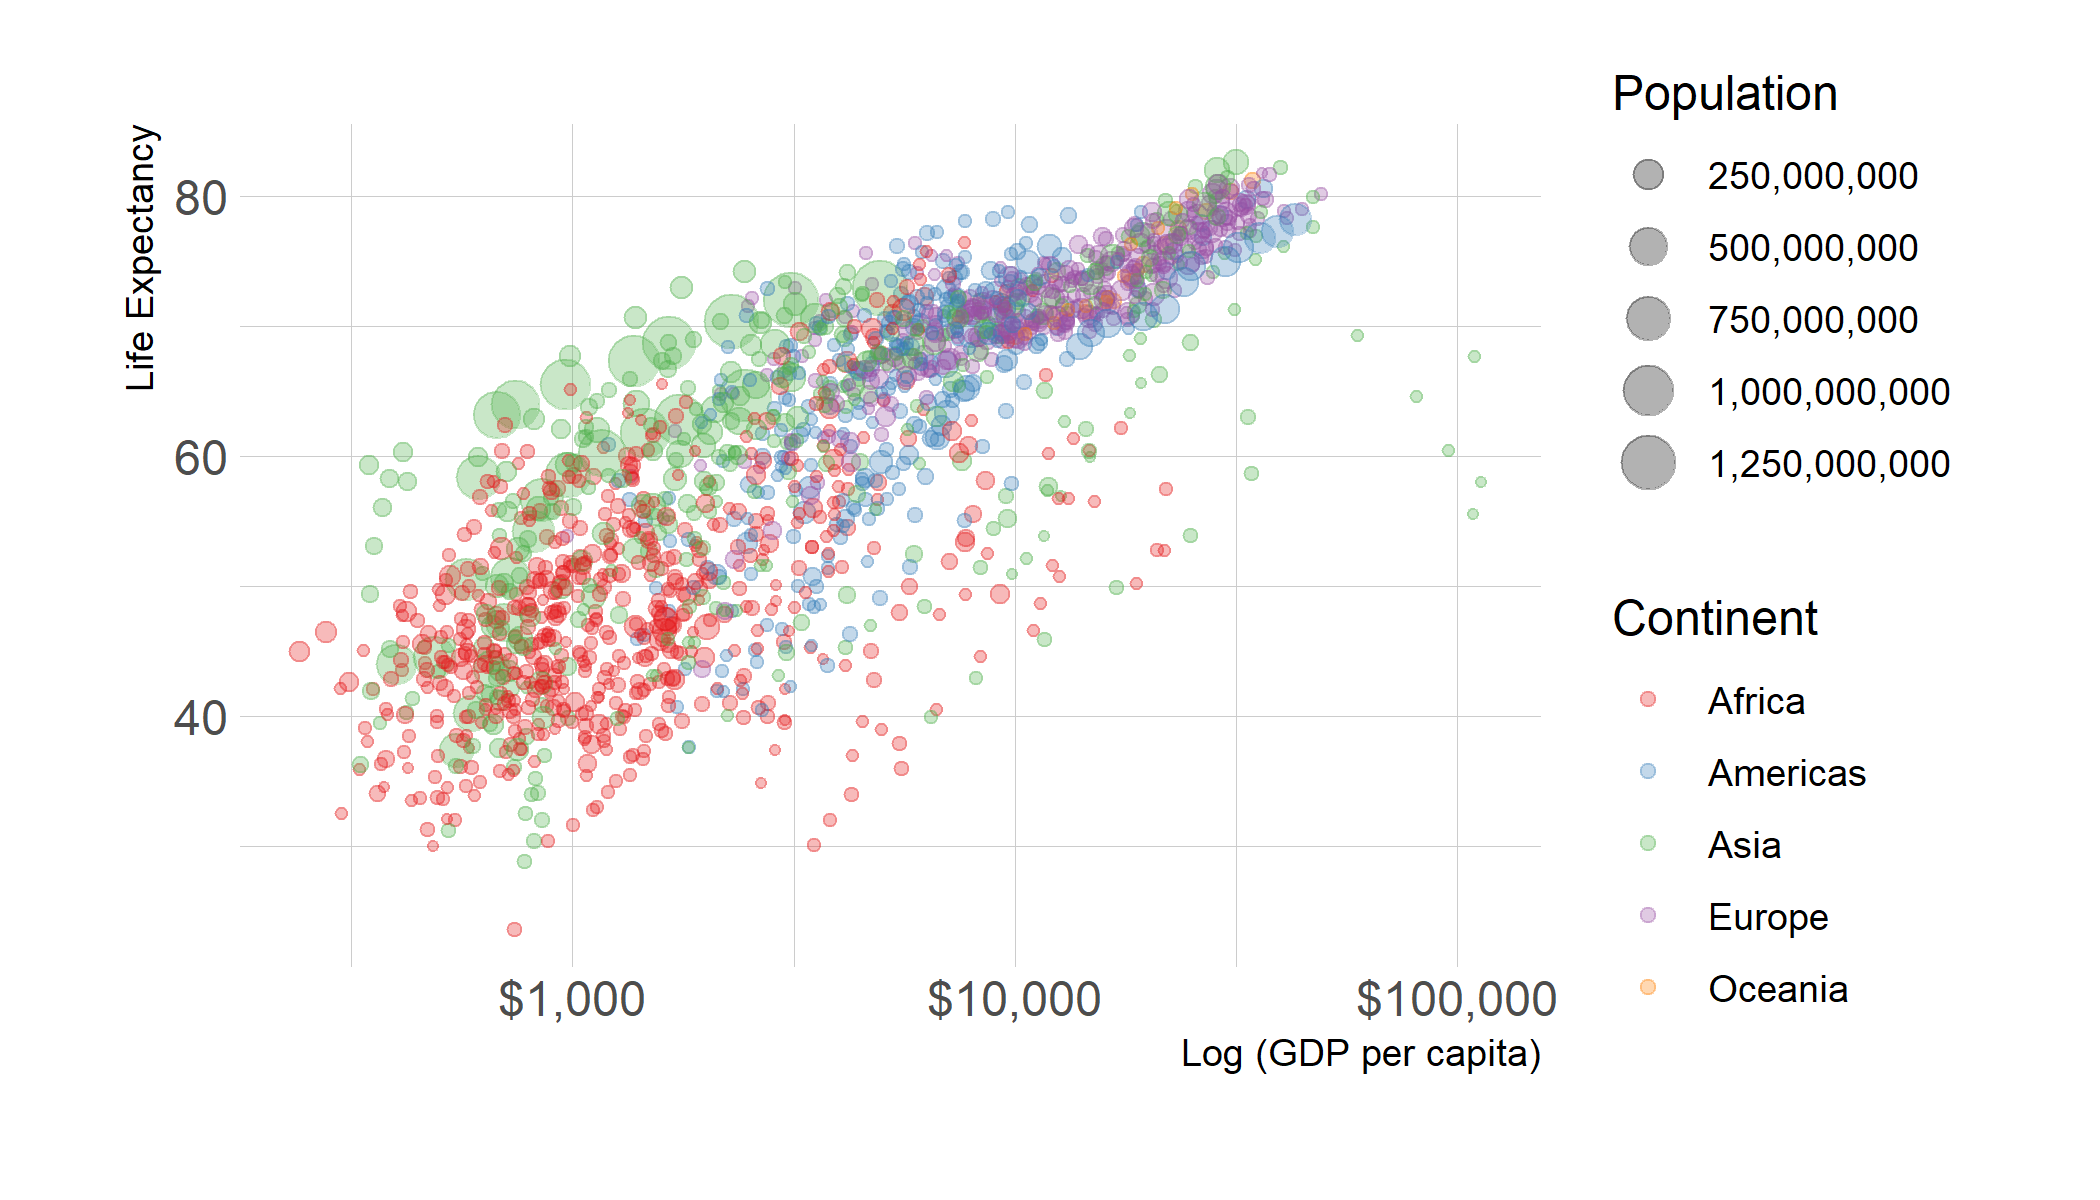 Life Expectancy
80
60
40
$1,000
$10,000
$100,000
Log (GDP per capita)
Population
250,000,000
500,000,000
750,000,000
1,000,000,000
1,250,000,000
Continent
Africa
Americas
Asia
Europe
Oceania